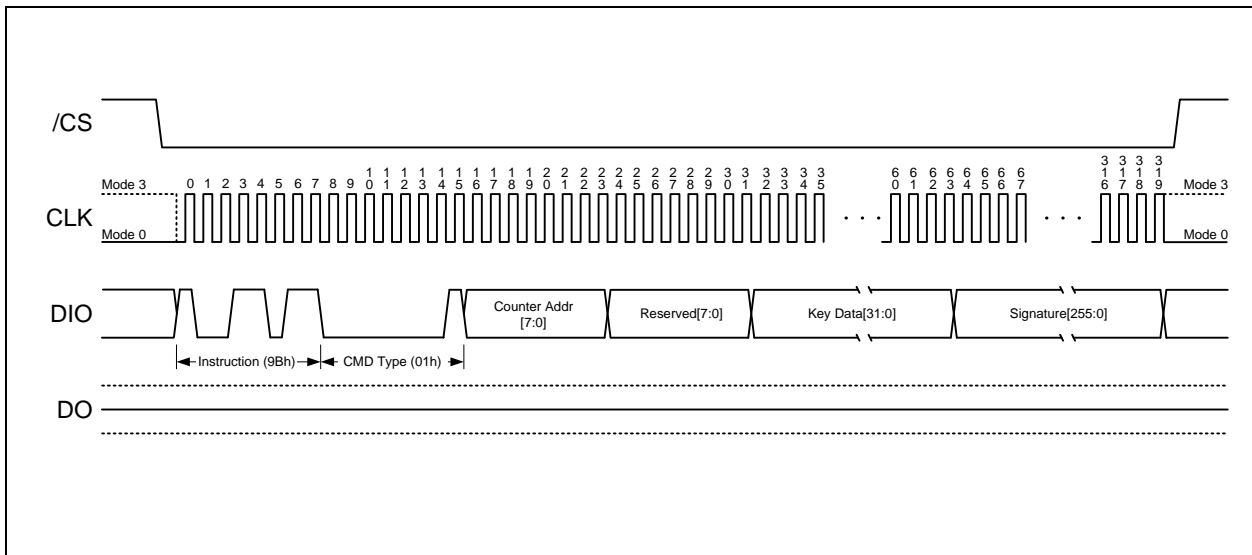 /CS
Mode 3
0 1 2 3 4 5 6 7 8 9 10 11 12 13 14 15 16 17 18 19 20 21 22 23 24 25 26 27 28 29 30 31 32 33 34 35
60 61 62 63 64 65 66 67
316 317 318 319
Mode 3
CLK
. . .
. . .
Mode 0
Mode 0
DIO
Counter Addr
[7:0]
Reserved[7:0]
Key Data[31:0]
Signature[255:0]
Instruction (9Bh)
CMD Type (01h)
DO